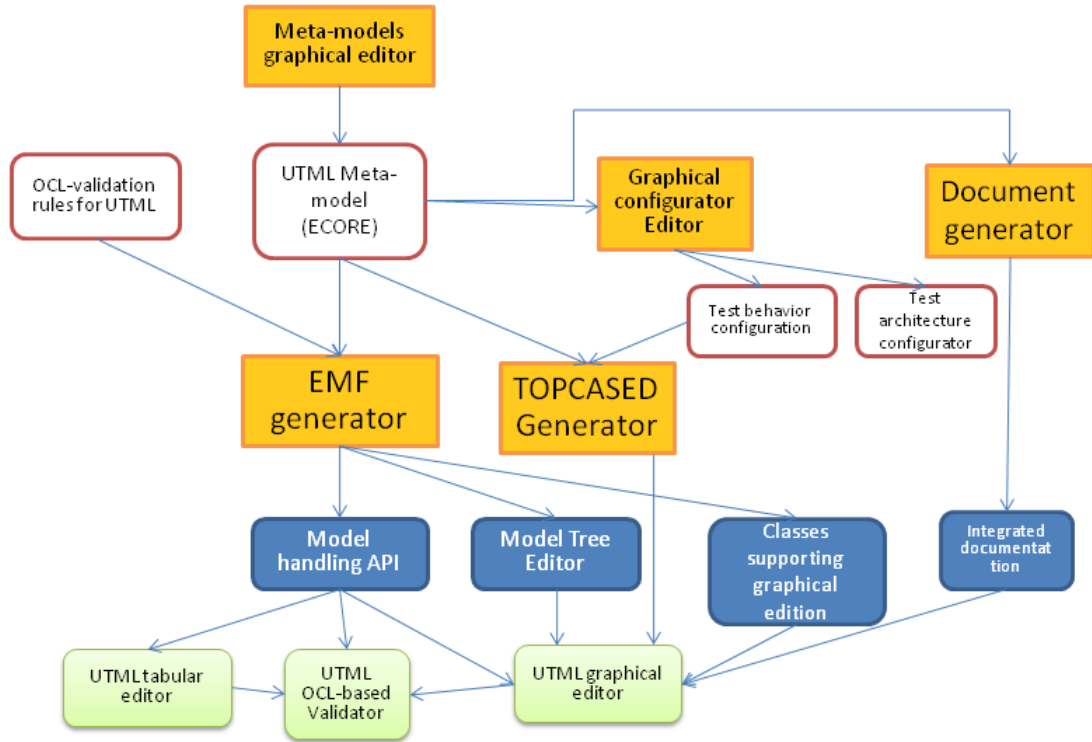 Meta-models
graphical editor
OCL-validation
rules for UTML
UTML Meta-
model
(ECORE)
Graphical
configurator
Editor
Document
generator
Test behavior
configuration
Test
architecture
configurator
EMF
generator
TOPCASED
Generator
Model
handling API
Model Tree
Editor
Classes
supporting
graphical
edition
Integrated
documentat
tion
UTML tabular
editor
UTML
OCL-based
Validator
UTML graphical
editor